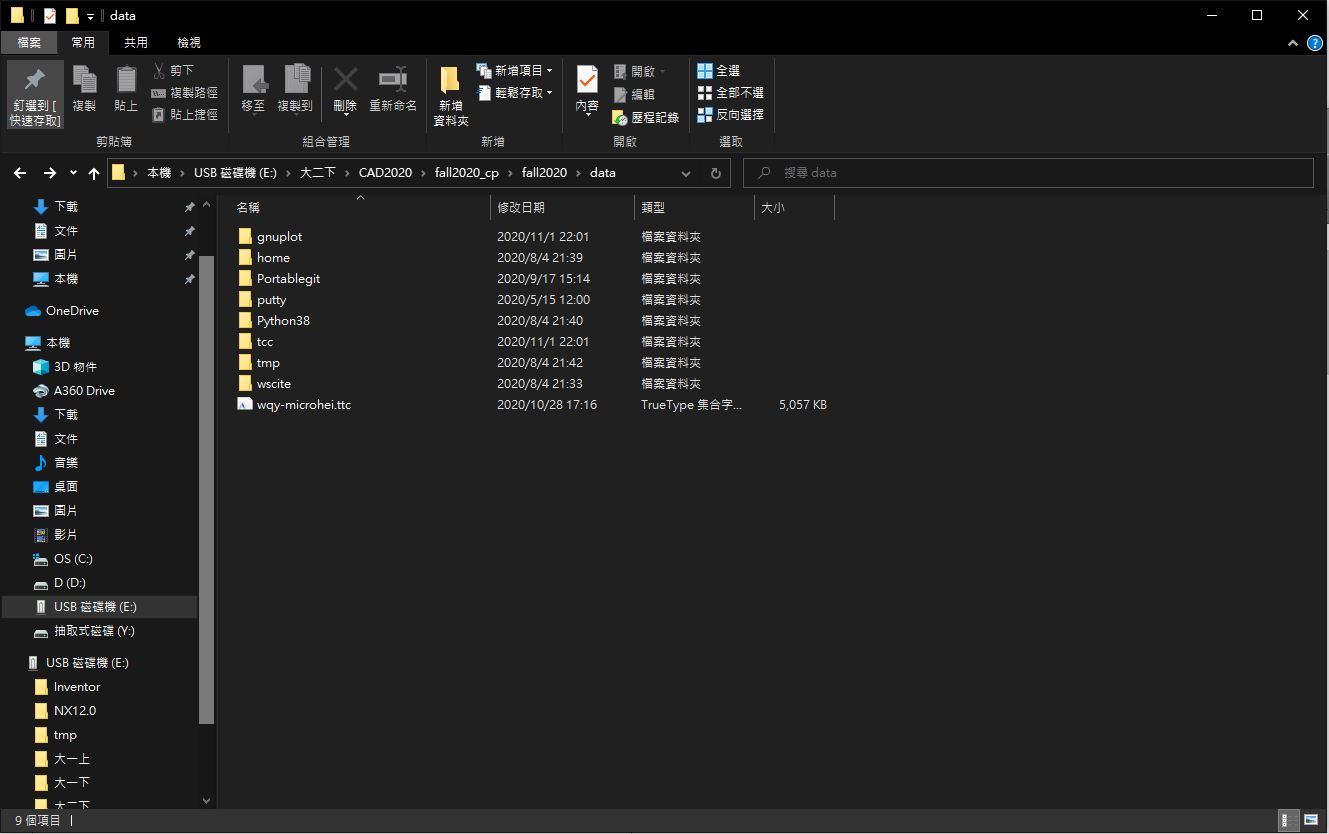 data
檔案 常用 共用 檢視
釘選到 [快速存取]
複製
貼上
剪下
複製路徑
貼上捷徑
剪貼簿
移至
複製到
刪除
重新命名
組合管理
新增資料夾
新增項目
輕鬆存取
新增
內容
開啟
編輯
歷程記錄
開啟
全選
全部不選
反向選擇
選取
本機 › USB 磁碟機 (E:) › 大二下 › CAD2020 › fall2020_cp › fall2020 › data
搜尋 data
下載
文件
圖片
本機
OneDrive
本機
3D 物件
A360 Drive
下載
文件
音樂
桌面
圖片
影片
OS (C:)
D (D:)
USB 磁碟機 (E:)
抽取式磁碟 (Y:)
USB 磁碟機 (E:)
Inventor
NX12.0
tmp
大一上
大一下
大二下
名稱 修改日期 類型 大小
gnuplot 2020/11/1 22:01 檔案資料夾
home 2020/8/4 21:39 檔案資料夾
Portablegit 2020/9/17 15:14 檔案資料夾
putty 2020/5/15 12:00 檔案資料夾
Python38 2020/8/4 21:40 檔案資料夾
tcc 2020/11/1 22:01 檔案資料夾
tmp 2020/8/4 21:42 檔案資料夾
wscite 2020/8/4 21:33 檔案資料夾
wqy-microhei.ttc 2020/10/28 17:16 TrueType 集合字... 5,057 KB
9 個項目